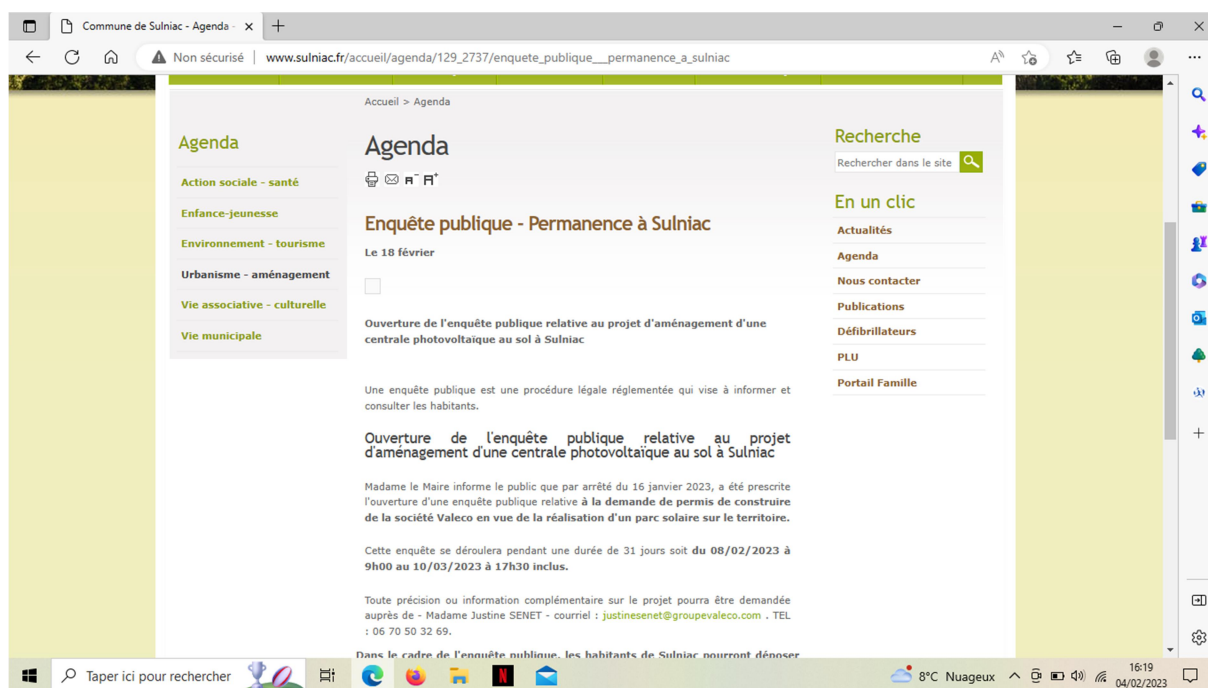 Commune de Sulniac - Agenda -
Non sécurisé | www.sulniac.fr/accueil/agenda/129_2737/enquete_publique__permanence_a_sulniac
Accueil > Agenda
Agenda
Action sociale - santé
Enfance-jeunesse
Environnement - tourisme
Urbanisme - aménagement
Vie associative - culturelle
Vie municipale
Agenda
Enquête publique - Permanence à Sulniac
Le 18 février
Ouverture de l'enquête publique relative au projet d'aménagement d'une
centrale photovoltaïque au sol à Sulniac
Une enquête publique est une procédure légale réglementée qui vise à informer et
consulter les habitants.
Ouverture de l'enquête publique relative au projet
d'aménagement d'une centrale photovoltaïque au sol à Sulniac
Madame le Maire informe le public que par arrêté du 16 janvier 2023, a été prescrite
l'ouverture d'une enquête publique relative à la demande de permis de construire
de la société Valeco en vue de la réalisation d'un parc solaire sur le territoire.
Cette enquête se déroulera pendant une durée de 31 jours soit du 08/02/2023 à
9h00 au 10/03/2023 à 17h30 inclus.
Toute précision ou information complémentaire sur le projet pourra être demandée
auprès de - Madame Justine SENET - courriel : justinesenet@groupevaleco.com . TEL
: 06 70 50 32 69.
Dans le cadre de l'enquête publique, les habitants de Sulniac pourront déposer
Recherche
Rechercher dans le site
En un clic
Actualités
Agenda
Nous contacter
Publications
Défibrillateurs
PLU
Portail Famille
Taper ici pour rechercher
8°C Nuageux
16:19
04/02/2023